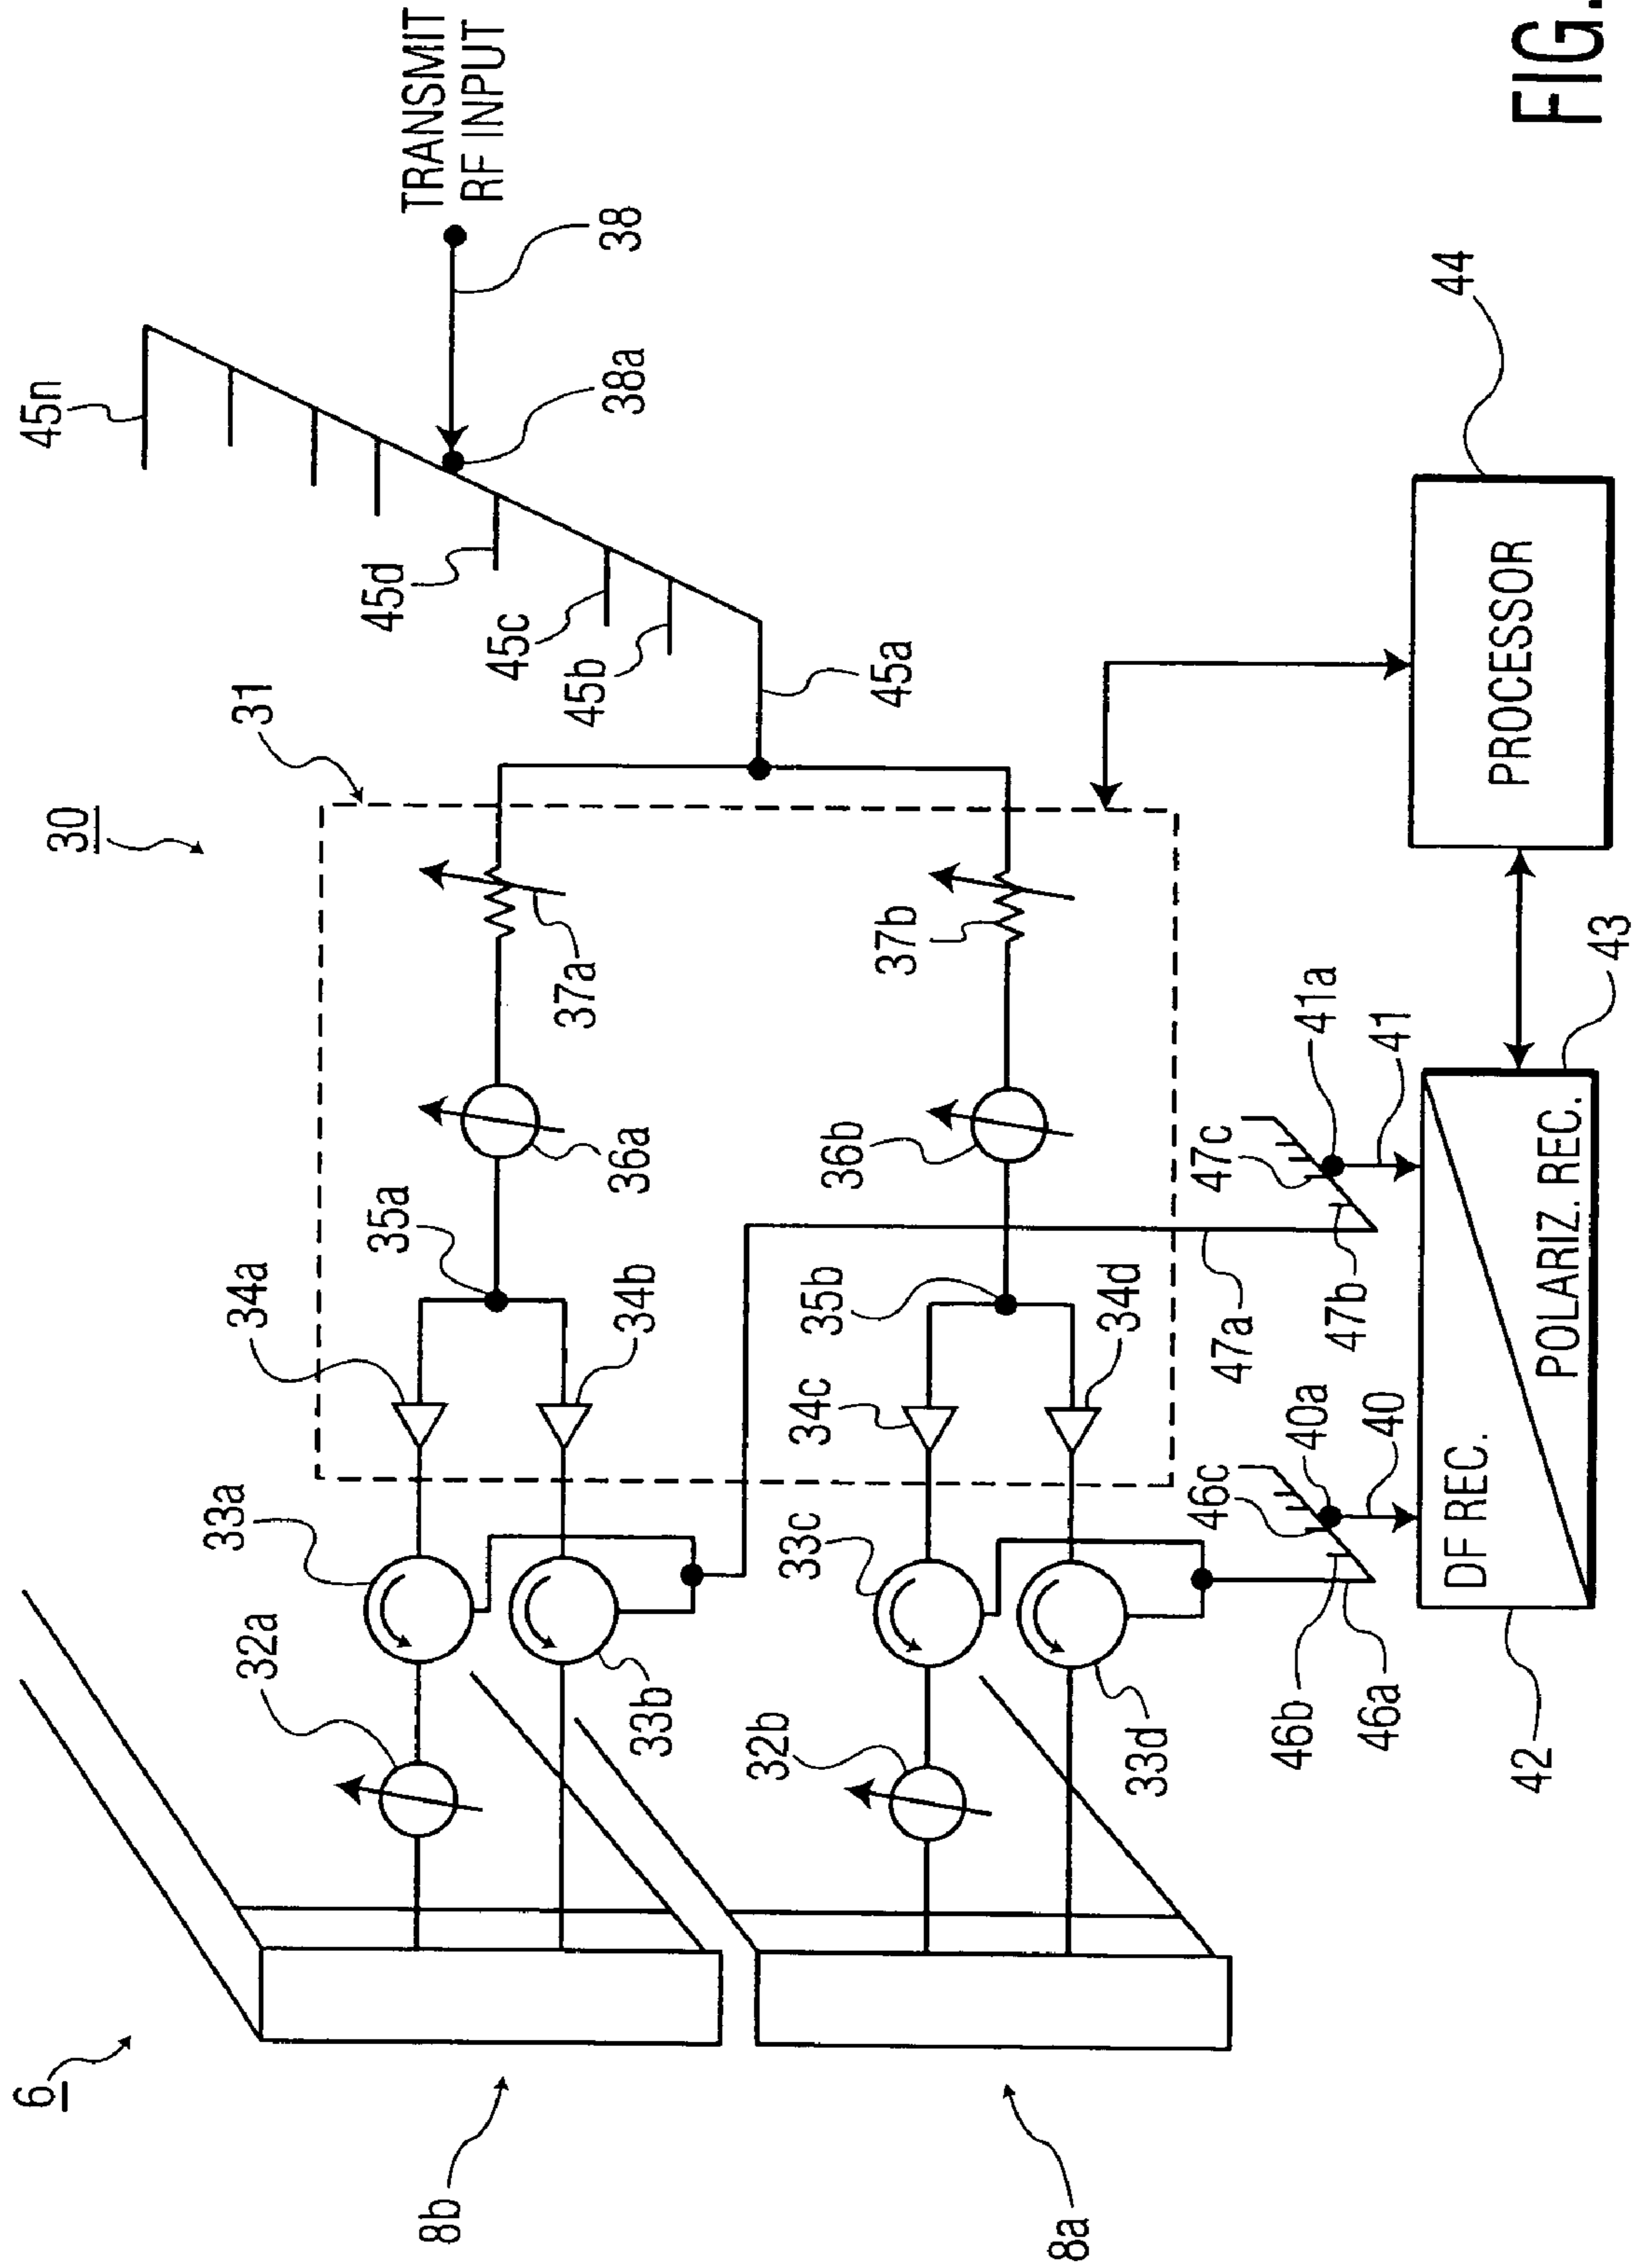 6
8b
8a
30
31
32a
33a
34a
35a
36a
37a
33b
34b
32b
33c
34c
35b
36b
37b
33d
34d
45n
45d
45c
45b
45a
TRANSMIT
RF INPUT
38
38a
46b
46a
46c
40a
40
47a
47b
47c
41a
41
42
DF REC.
POLARIZ. REC.
43
PROCESSOR
44
FIG.